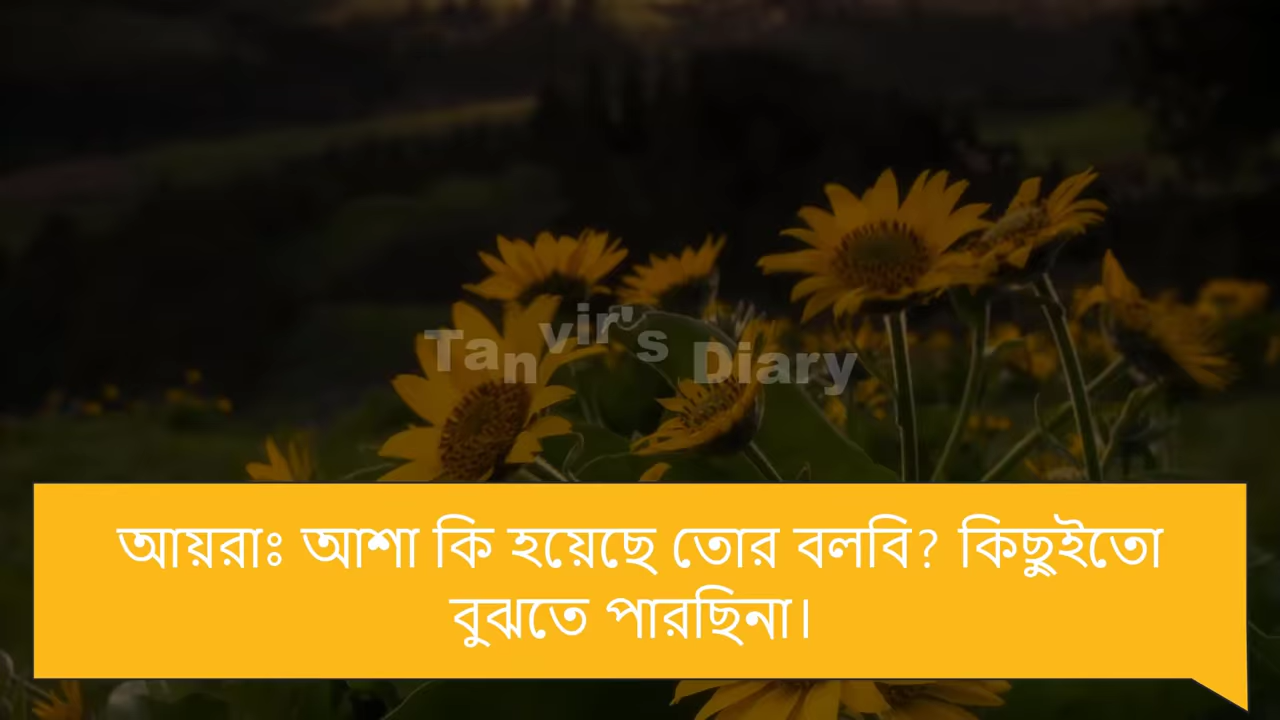 Tanvir's Diary
আয়রাঃ আশা কি হয়েছে তোর বলবি? কিছুইতো
বুঝতে পারছিনা।